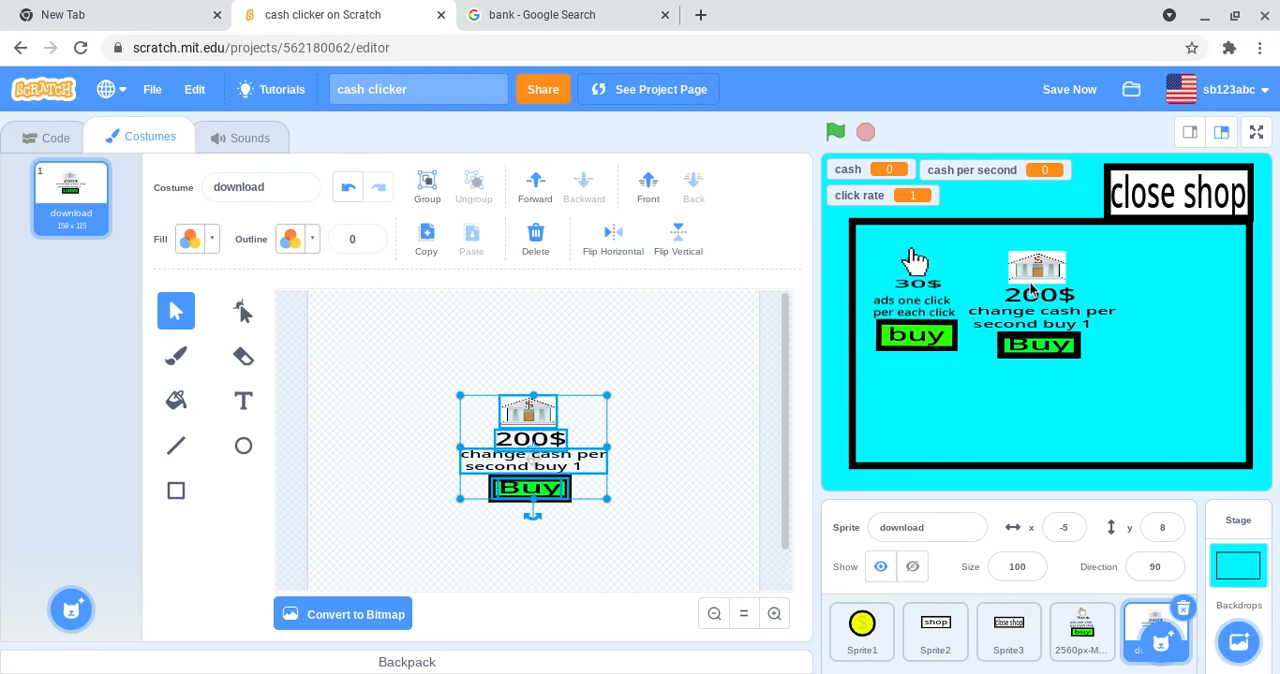 New Tab
cash clicker on Scratch
bank - Google Search
scratch.mit.edu/projects/562180062/editor
SCRATCH
File
Edit
Tutorials
cash clicker
Share
See Project Page
Save Now
sb123abc
Code
Costumes
Sounds
1
download
158 x 115
Costume
download
Group
Ungroup
Forward
Backward
Front
Back
Fill
Outline
0
Copy
Paste
Delete
Flip Horizontal
Flip Vertical
T
200$
change cash per
second buy 1
Buy
Convert to Bitmap
Backpack
cash 0
cash per second 0
click rate 1
close shop
30$
ads one click
per each click
buy
200$
change cash per
second buy 1
Buy
Sprite
download
x
-5
y
8
Show
Size
100
Direction
90
Stage
Backdrops
Sprite1
shop
Sprite2
close shop
Sprite3
buy
2560px-M...